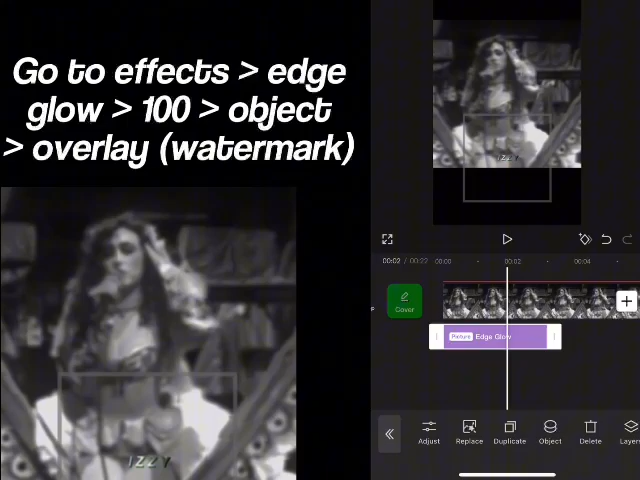 Go to effects > edge
glow > 100 > object
> overlay (watermark)
IZZY
IZZY
00:02 / 00:22 00:00 00:02 00:04
Cover
Picture Edge Glow
Adjust Replace Duplicate Object Delete Layers